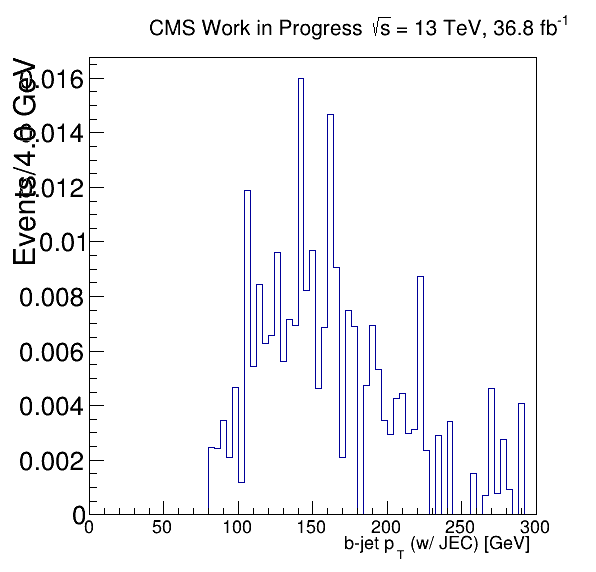 CMS Work in Progress √s = 13 TeV, 36.8 fb⁻¹
Events/4.0 GeV
0.016
0.014
0.012
0.01
0.008
0.006
0.004
0.002
0
0 50 100 150 200 250 300
b-jet p_T (w/ JEC) [GeV]